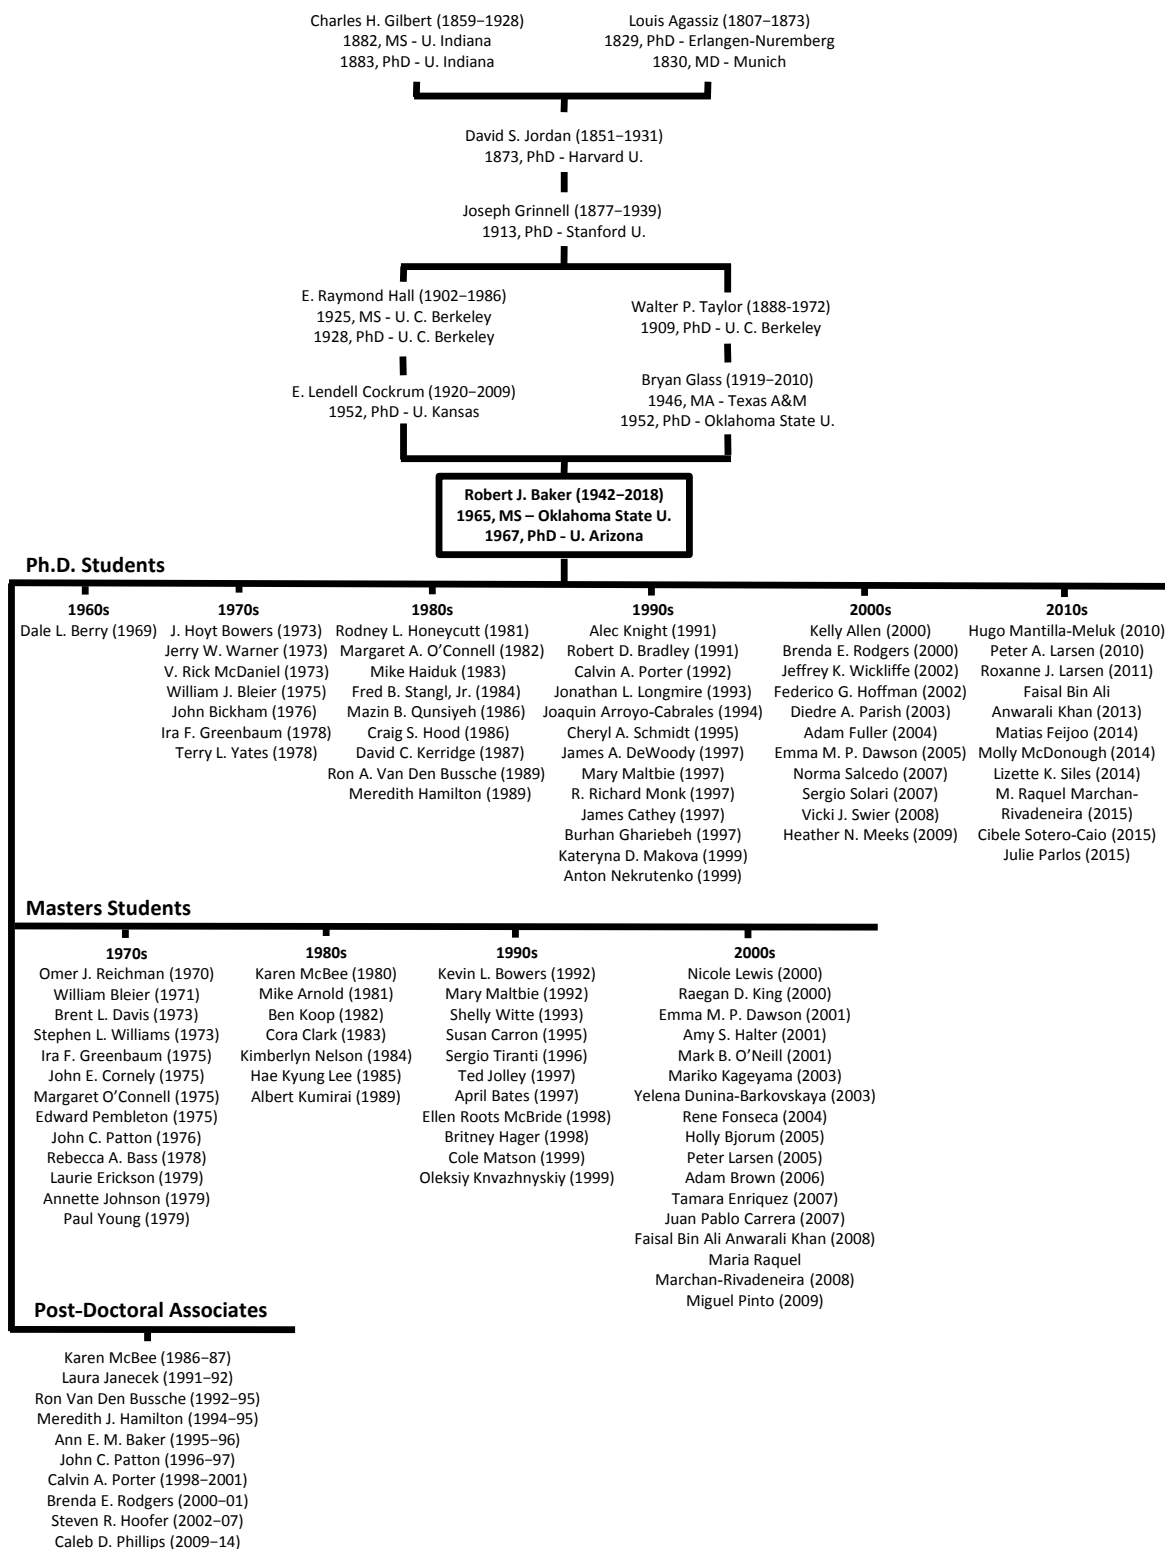 Charles H. Gilbert (1859−1928)
1882, MS - U. Indiana
1883, PhD - U. Indiana
Louis Agassiz (1807−1873)
1829, PhD - Erlangen-Nuremberg
1830, MD - Munich
David S. Jordan (1851−1931)
1873, PhD - Harvard U.
Joseph Grinnell (1877−1939)
1913, PhD - Stanford U.
E. Raymond Hall (1902−1986)
1925, MS - U. C. Berkeley
1928, PhD - U. C. Berkeley
Walter P. Taylor (1888-1972)
1909, PhD - U. C. Berkeley
E. Lendell Cockrum (1920−2009)
1952, PhD - U. Kansas
Bryan Glass (1919−2010)
1946, MA - Texas A&M
1952, PhD - Oklahoma State U.
Robert J. Baker (1942−2018)
1965, MS – Oklahoma State U.
1967, PhD - U. Arizona
Ph.D. Students
1960s
Dale L. Berry (1969)
1970s
J. Hoyt Bowers (1973)
Jerry W. Warner (1973)
V. Rick McDaniel (1973)
William J. Bleier (1975)
John Bickham (1976)
Ira F. Greenbaum (1978)
Terry L. Yates (1978)
1980s
Rodney L. Honeycutt (1981)
Margaret A. O’Connell (1982)
Mike Haiduk (1983)
Fred B. Stangl, Jr. (1984)
Mazin B. Qunsiyeh (1986)
Craig S. Hood (1986)
David C. Kerridge (1987)
Ron A. Van Den Bussche (1989)
Meredith Hamilton (1989)
1990s
Alec Knight (1991)
Robert D. Bradley (1991)
Calvin A. Porter (1992)
Jonathan L. Longmire (1993)
Joaquin Arroyo-Cabrales (1994)
Cheryl A. Schmidt (1995)
James A. DeWoody (1997)
Mary Maltbie (1997)
R. Richard Monk (1997)
James Cathey (1997)
Burhan Ghariebeh (1997)
Kateryna D. Makova (1999)
Anton Nekrutenko (1999)
2000s
Kelly Allen (2000)
Brenda E. Rodgers (2000)
Jeffrey K. Wickliffe (2002)
Federico G. Hoffman (2002)
Diedre A. Parish (2003)
Adam Fuller (2004)
Emma M. P. Dawson (2005)
Norma Salcedo (2007)
Sergio Solari (2007)
Vicki J. Swier (2008)
Heather N. Meeks (2009)
2010s
Hugo Mantilla-Meluk (2010)
Peter A. Larsen (2010)
Roxanne J. Larsen (2011)
Faisal Bin Ali
Anwarali Khan (2013)
Matias Feijoo (2014)
Molly McDonough (2014)
Lizette K. Siles (2014)
M. Raquel Marchan-
Rivadeneira (2015)
Cibele Sotero-Caio (2015)
Julie Parlos (2015)
Masters Students
1970s
Omer J. Reichman (1970)
William Bleier (1971)
Brent L. Davis (1973)
Stephen L. Williams (1973)
Ira F. Greenbaum (1975)
John E. Cornely (1975)
Margaret O’Connell (1975)
Edward Pembleton (1975)
John C. Patton (1976)
Rebecca A. Bass (1978)
Laurie Erickson (1979)
Annette Johnson (1979)
Paul Young (1979)
1980s
Karen McBee (1980)
Mike Arnold (1981)
Ben Koop (1982)
Cora Clark (1983)
Kimberlyn Nelson (1984)
Hae Kyung Lee (1985)
Albert Kumirai (1989)
1990s
Kevin L. Bowers (1992)
Mary Maltbie (1992)
Shelly Witte (1993)
Susan Carron (1995)
Sergio Tiranti (1996)
Ted Jolley (1997)
April Bates (1997)
Ellen Roots McBride (1998)
Britney Hager (1998)
Cole Matson (1999)
Oleksiy Knvazhnyskiy (1999)
2000s
Nicole Lewis (2000)
Raegan D. King (2000)
Emma M. P. Dawson (2001)
Amy S. Halter (2001)
Mark B. O’Neill (2001)
Mariko Kageyama (2003)
Yelena Dunina-Barkovskaya (2003)
Rene Fonseca (2004)
Holly Bjorum (2005)
Peter Larsen (2005)
Adam Brown (2006)
Tamara Enriquez (2007)
Juan Pablo Carrera (2007)
Faisal Bin Ali Anwarali Khan (2008)
Maria Raquel
Marchan-Rivadeneira (2008)
Miguel Pinto (2009)
Post-Doctoral Associates
Karen McBee (1986−87)
Laura Janecek (1991−92)
Ron Van Den Bussche (1992−95)
Meredith J. Hamilton (1994−95)
Ann E. M. Baker (1995−96)
John C. Patton (1996−97)
Calvin A. Porter (1998−2001)
Brenda E. Rodgers (2000−01)
Steven R. Hoofer (2002−07)
Caleb D. Phillips (2009−14)